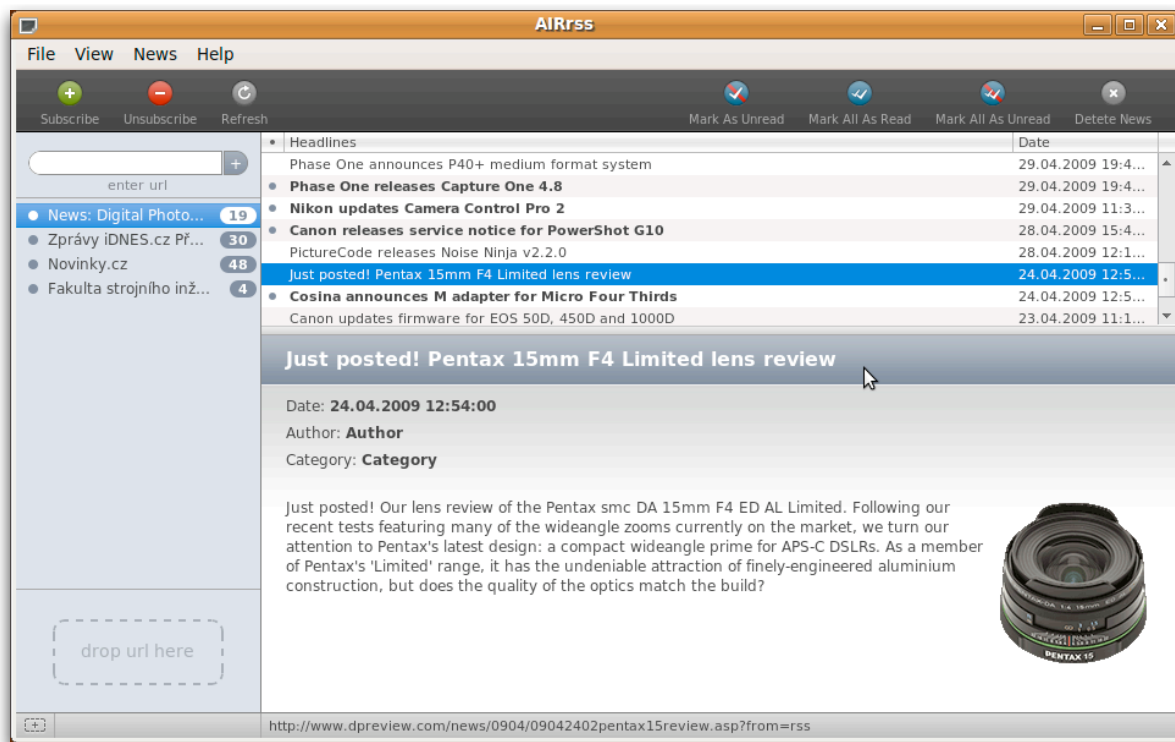 AIRrss
File View News Help
Subscribe Unsubscribe Refresh Mark As Unread Mark All As Read Mark All As Unread Detete News
enter url
News: Digital Photo... 19
Zprávy iDNES.cz Př... 30
Novinky.cz 48
Fakulta strojního inž... 4
drop url here
Headlines Date
Phase One announces P40+ medium format system 29.04.2009 19:4...
Phase One releases Capture One 4.8 29.04.2009 19:4...
Nikon updates Camera Control Pro 2 29.04.2009 11:3...
Canon releases service notice for PowerShot G10 28.04.2009 15:4...
PictureCode releases Noise Ninja v2.2.0 28.04.2009 12:1...
Just posted! Pentax 15mm F4 Limited lens review 24.04.2009 12:5...
Cosina announces M adapter for Micro Four Thirds 24.04.2009 12:5...
Canon updates firmware for EOS 50D, 450D and 1000D 23.04.2009 11:1...
Just posted! Pentax 15mm F4 Limited lens review
Date: 24.04.2009 12:54:00
Author: Author
Category: Category
Just posted! Our lens review of the Pentax smc DA 15mm F4 ED AL Limited. Following our
recent tests featuring many of the wideangle zooms currently on the market, we turn our
attention to Pentax's latest design: a compact wideangle prime for APS-C DSLRs. As a member
of Pentax's 'Limited' range, it has the undeniable attraction of finely-engineered aluminium
construction, but does the quality of the optics match the build?
PENTAX 15
http://www.dpreview.com/news/0904/09042402pentax15review.asp?from=rss